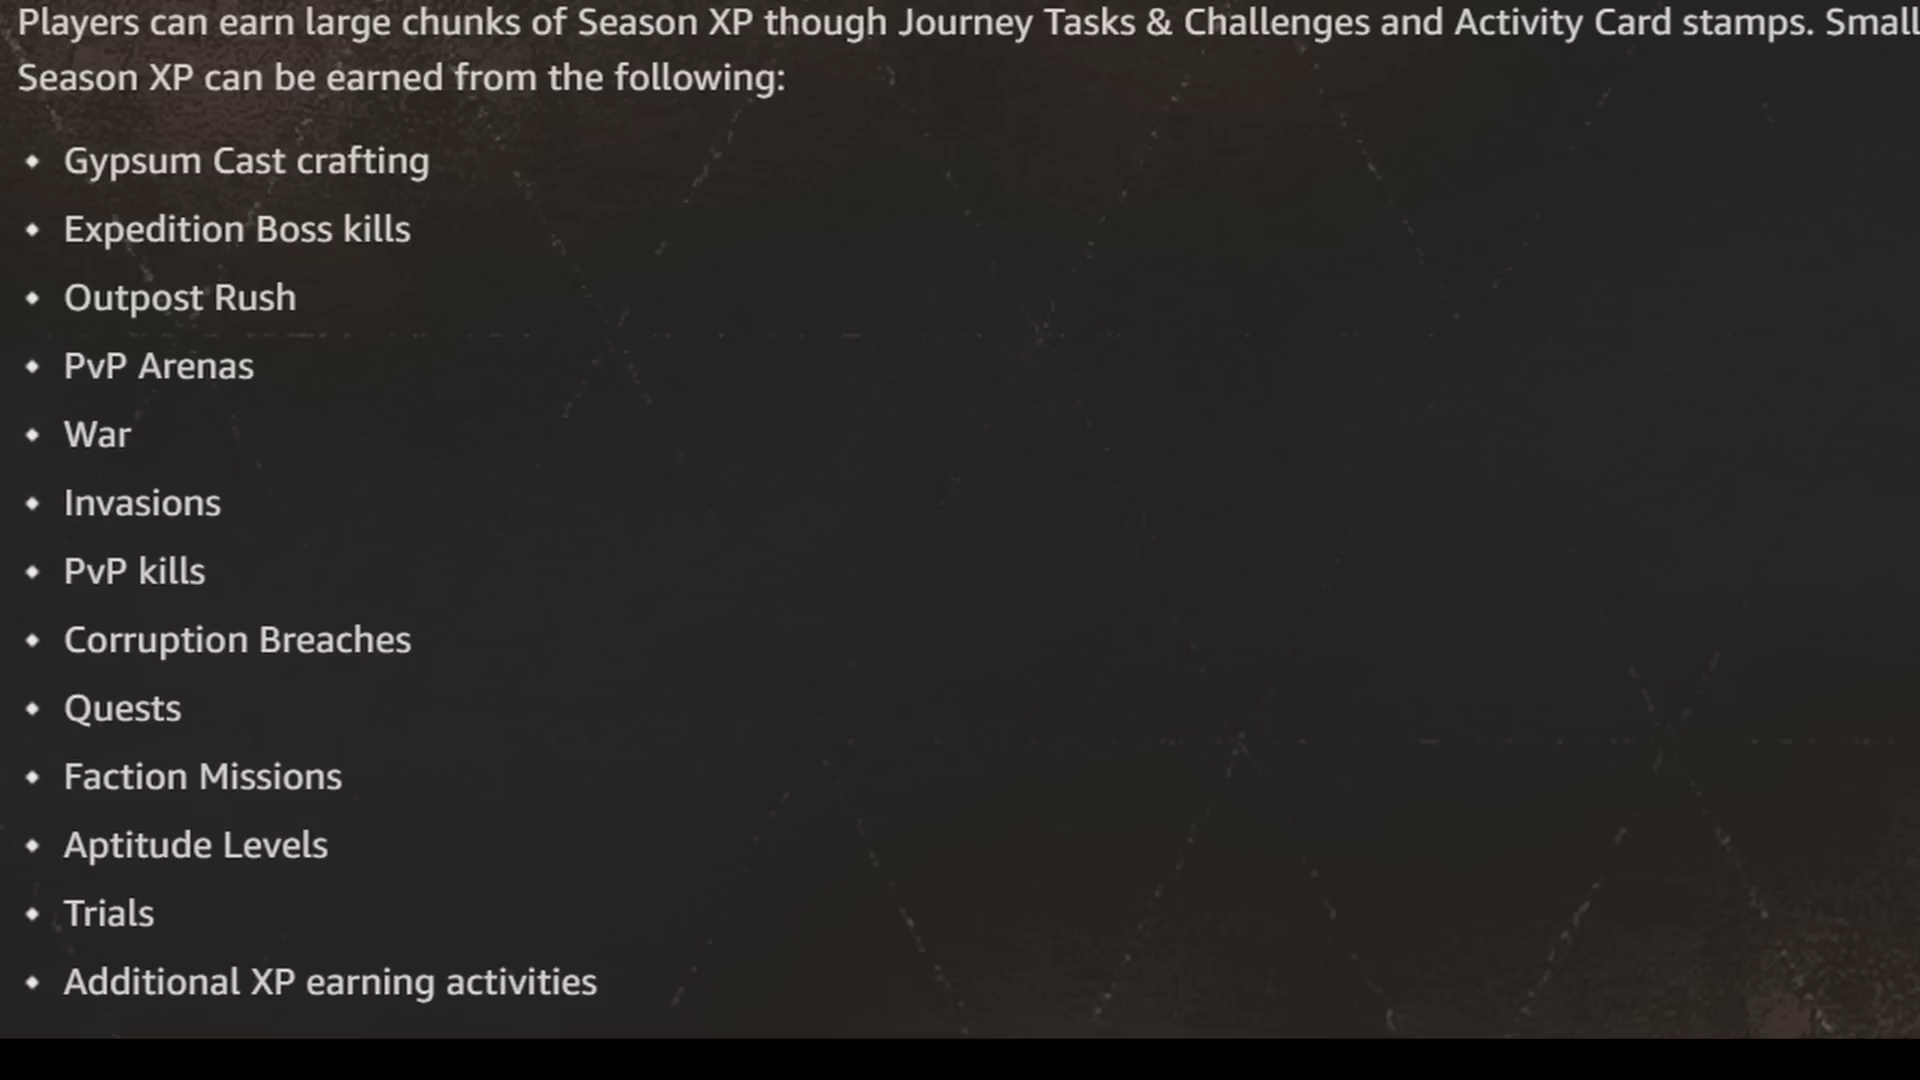 Players can earn large chunks of Season XP though Journey Tasks & Challenges and Activity Card stamps. Small
Season XP can be earned from the following:
Gypsum Cast crafting
Expedition Boss kills
Outpost Rush
PvP Arenas
War
Invasions
PvP kills
Corruption Breaches
Quests
Faction Missions
Aptitude Levels
Trials
Additional XP earning activities